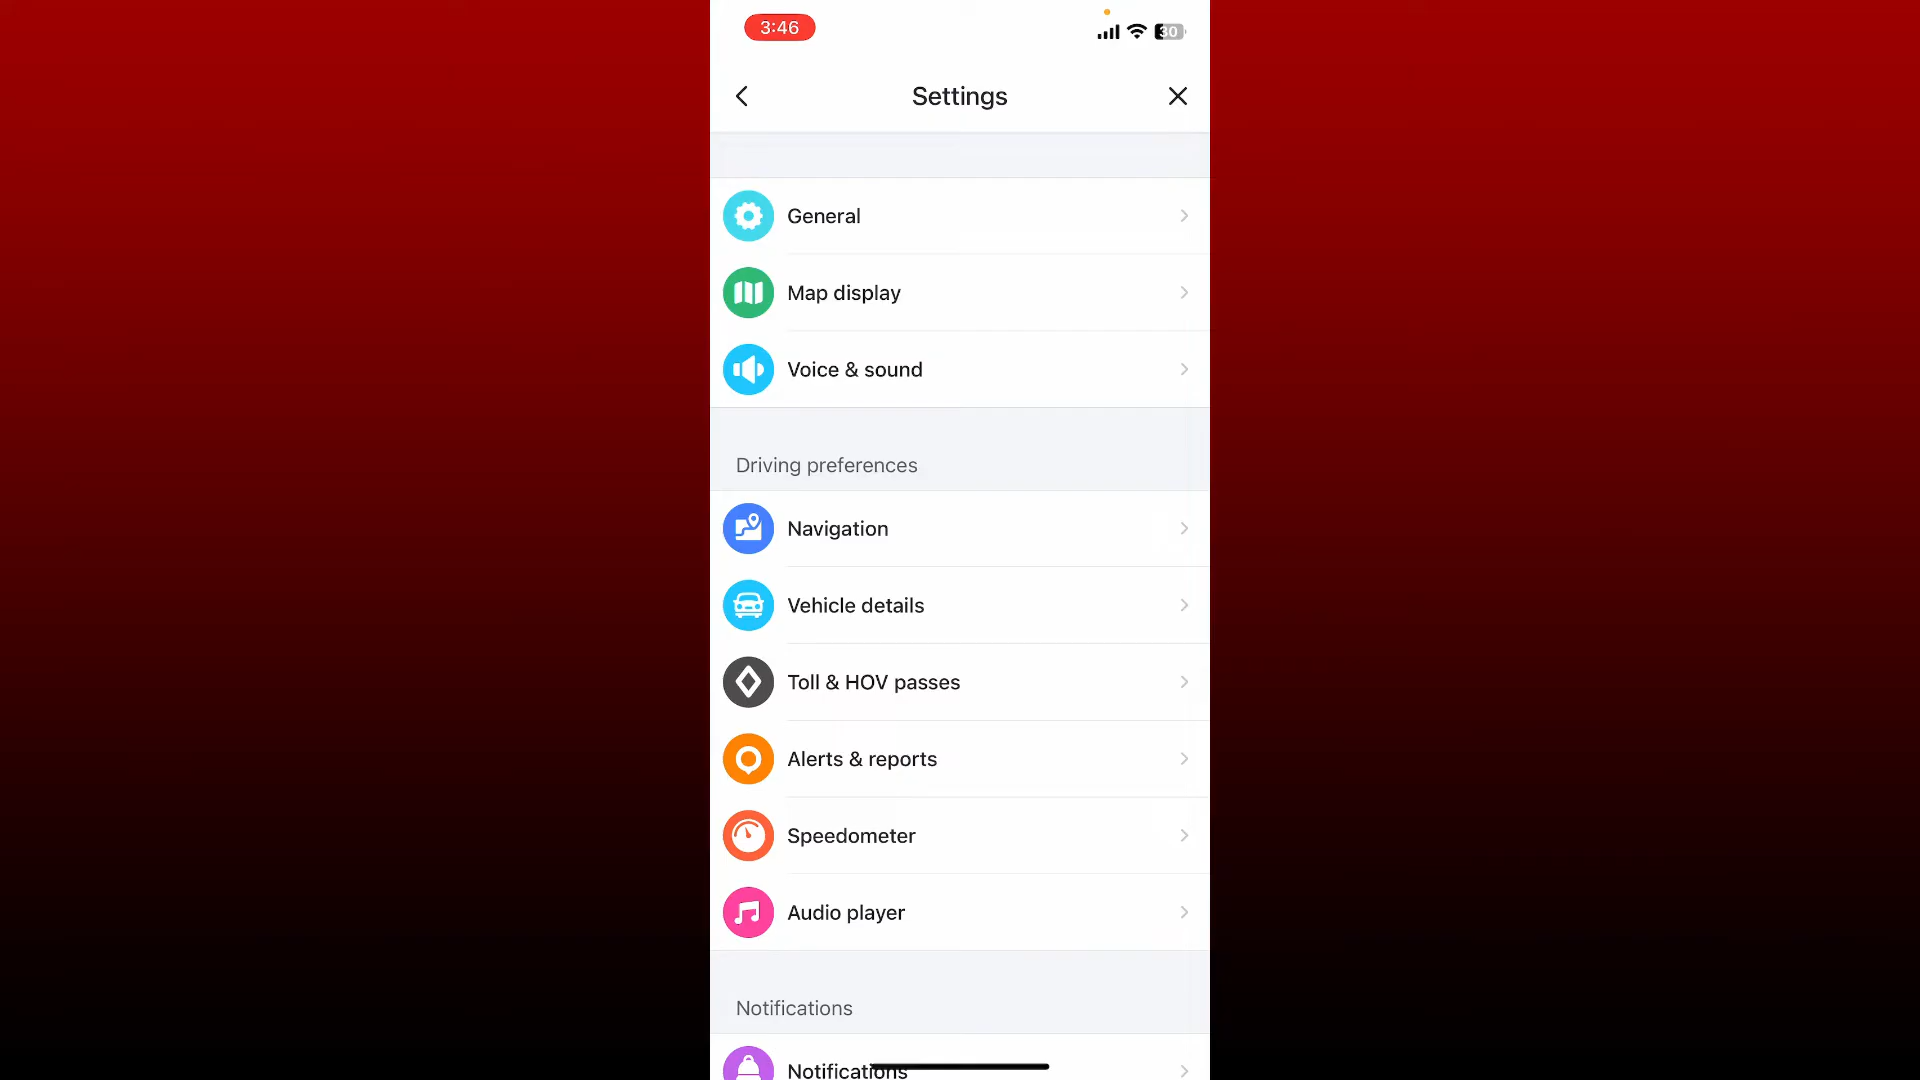 3:46
30
Settings
General
Map display
Voice & sound
Driving preferences
Navigation
Vehicle details
Toll & HOV passes
Alerts & reports
Speedometer
Audio player
Notifications
Notifications